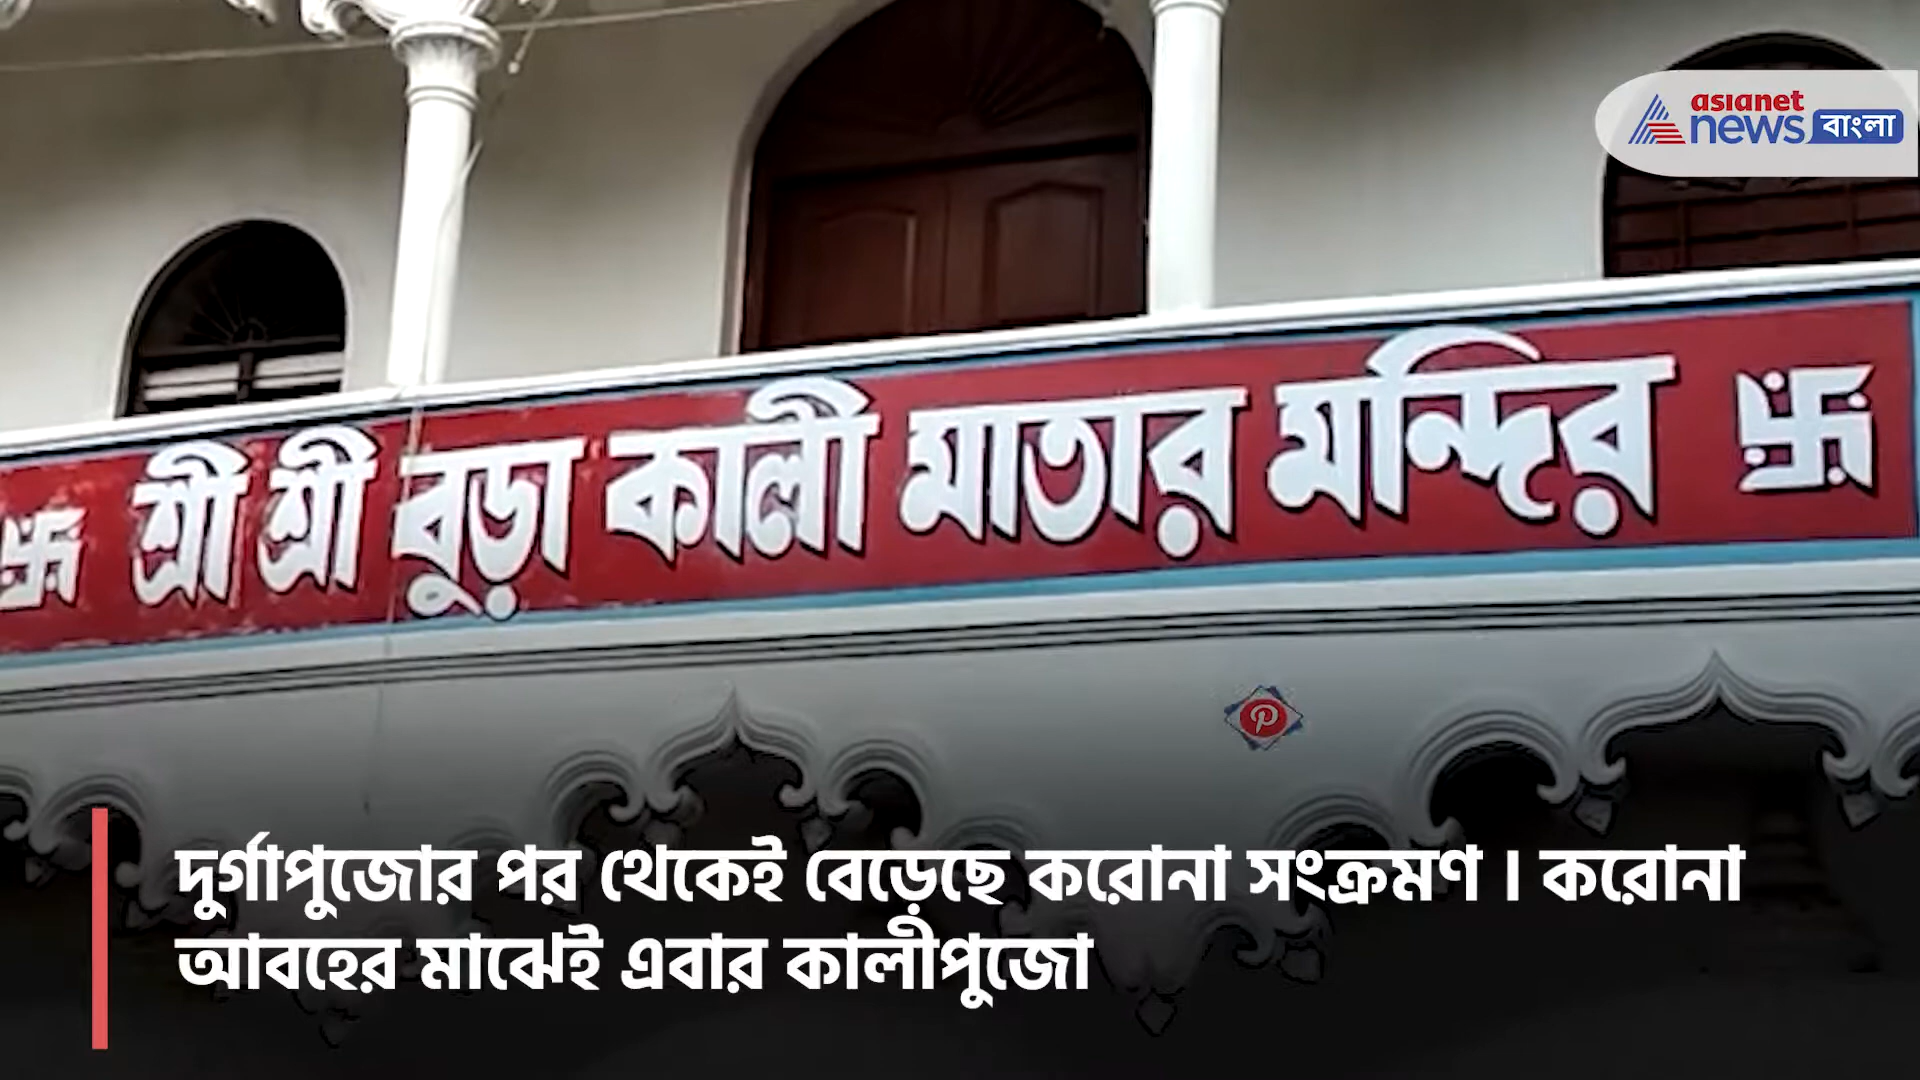 asianet
news বাংলা
শ্রী শ্রী বুড়া কালী মাতার মন্দির
দুর্গাপুজোর পর থেকেই বেড়েছে করোনা সংক্রমণ । করোনা
আবহের মাঝেই এবার কালীপুজো